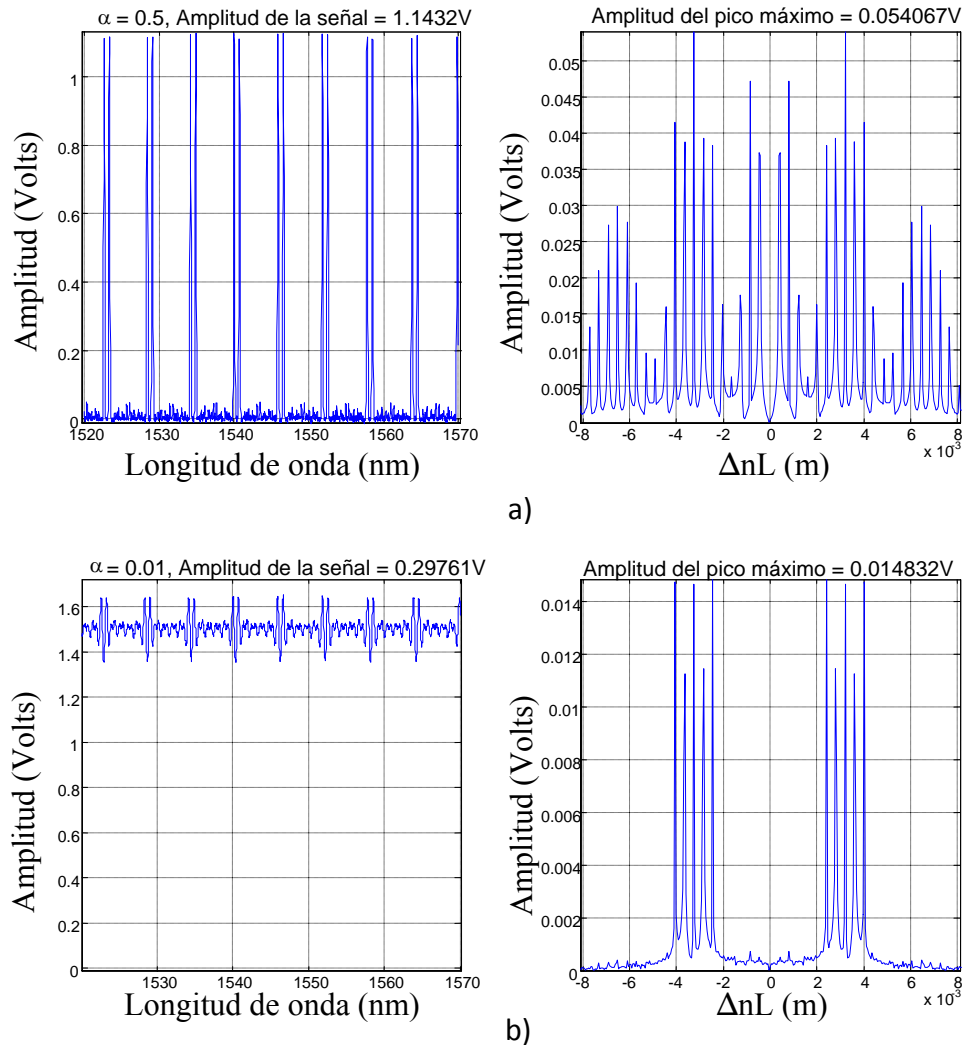 α = 0.5, Amplitud de la señal = 1.1432V
Amplitud (Volts)
1
0.8
0.6
0.4
0.2
0
1520 1530 1540 1550 1560 1570
Longitud de onda (nm)
Amplitud del pico máximo = 0.054067V
Amplitud (Volts)
0.05
0.045
0.04
0.035
0.03
0.025
0.02
0.015
0.01
0.005
0
-8 -6 -4 -2 0 2 4 6 8
x 10⁻³
ΔnL (m)
a)
α = 0.01, Amplitud de la señal = 0.29761V
Amplitud (Volts)
1.6
1.4
1.2
1
0.8
0.6
0.4
0.2
0
1530 1540 1550 1560 1570
Longitud de onda (nm)
Amplitud del pico máximo = 0.014832V
Amplitud (Volts)
0.014
0.012
0.01
0.008
0.006
0.004
0.002
0
-8 -6 -4 -2 0 2 4 6 8
x 10⁻³
ΔnL (m)
b)